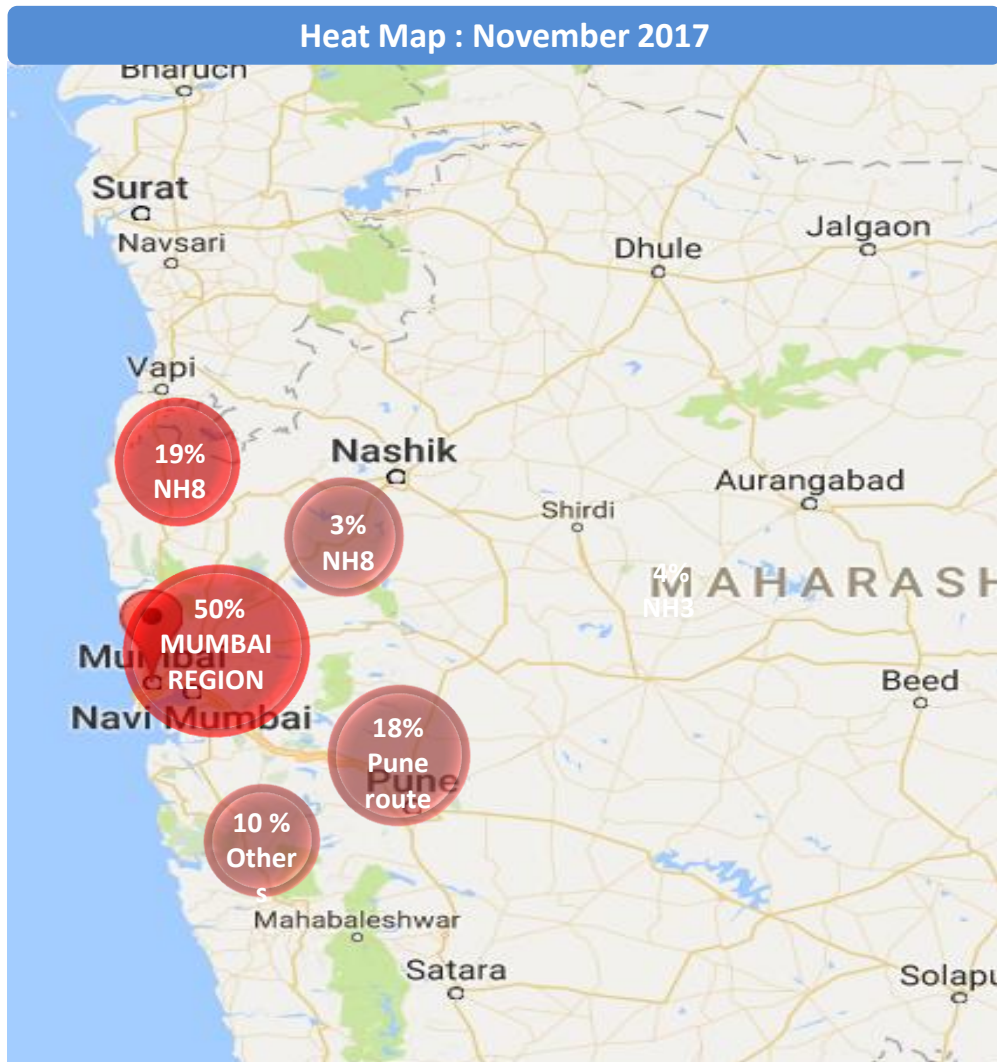 Heat Map : November 2017
Bharuch
Surat
Navsari
Dhule
Jalgaon
Vapi
19%
NH8
Nashik
Aurangabad
Shirdi
3%
NH8
4%
NH3
MAHARASH
50%
MUMBAI
REGION
Mumbai
Navi Mumbai
Beed
18%
Pune
route
Pune
10 %
Other
s
Mahabaleshwar
Satara
Solapu